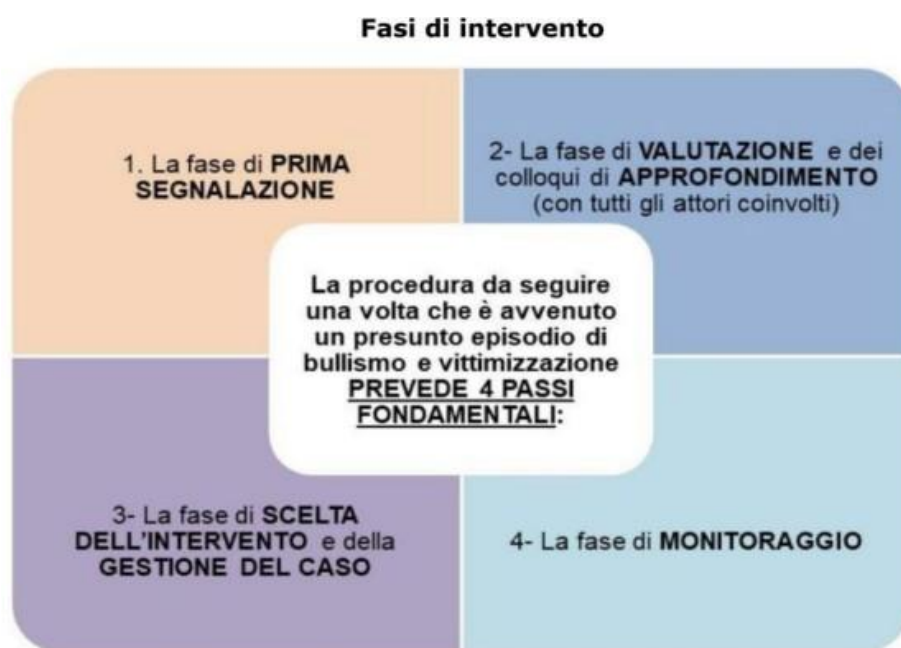 Fasi di intervento
1. La fase di PRIMA
SEGNALAZIONE
2- La fase di VALUTAZIONE e dei
colloqui di APPROFONDIMENTO
(con tutti gli attori coinvolti)
La procedura da seguire
una volta che è avvenuto
un presunto episodio di
bullismo e vittimizzazione
PREVEDE 4 PASSI
FONDAMENTALI:
3- La fase di SCELTA
DELL'INTERVENTO e della
GESTIONE DEL CASO
4- La fase di MONITORAGGIO